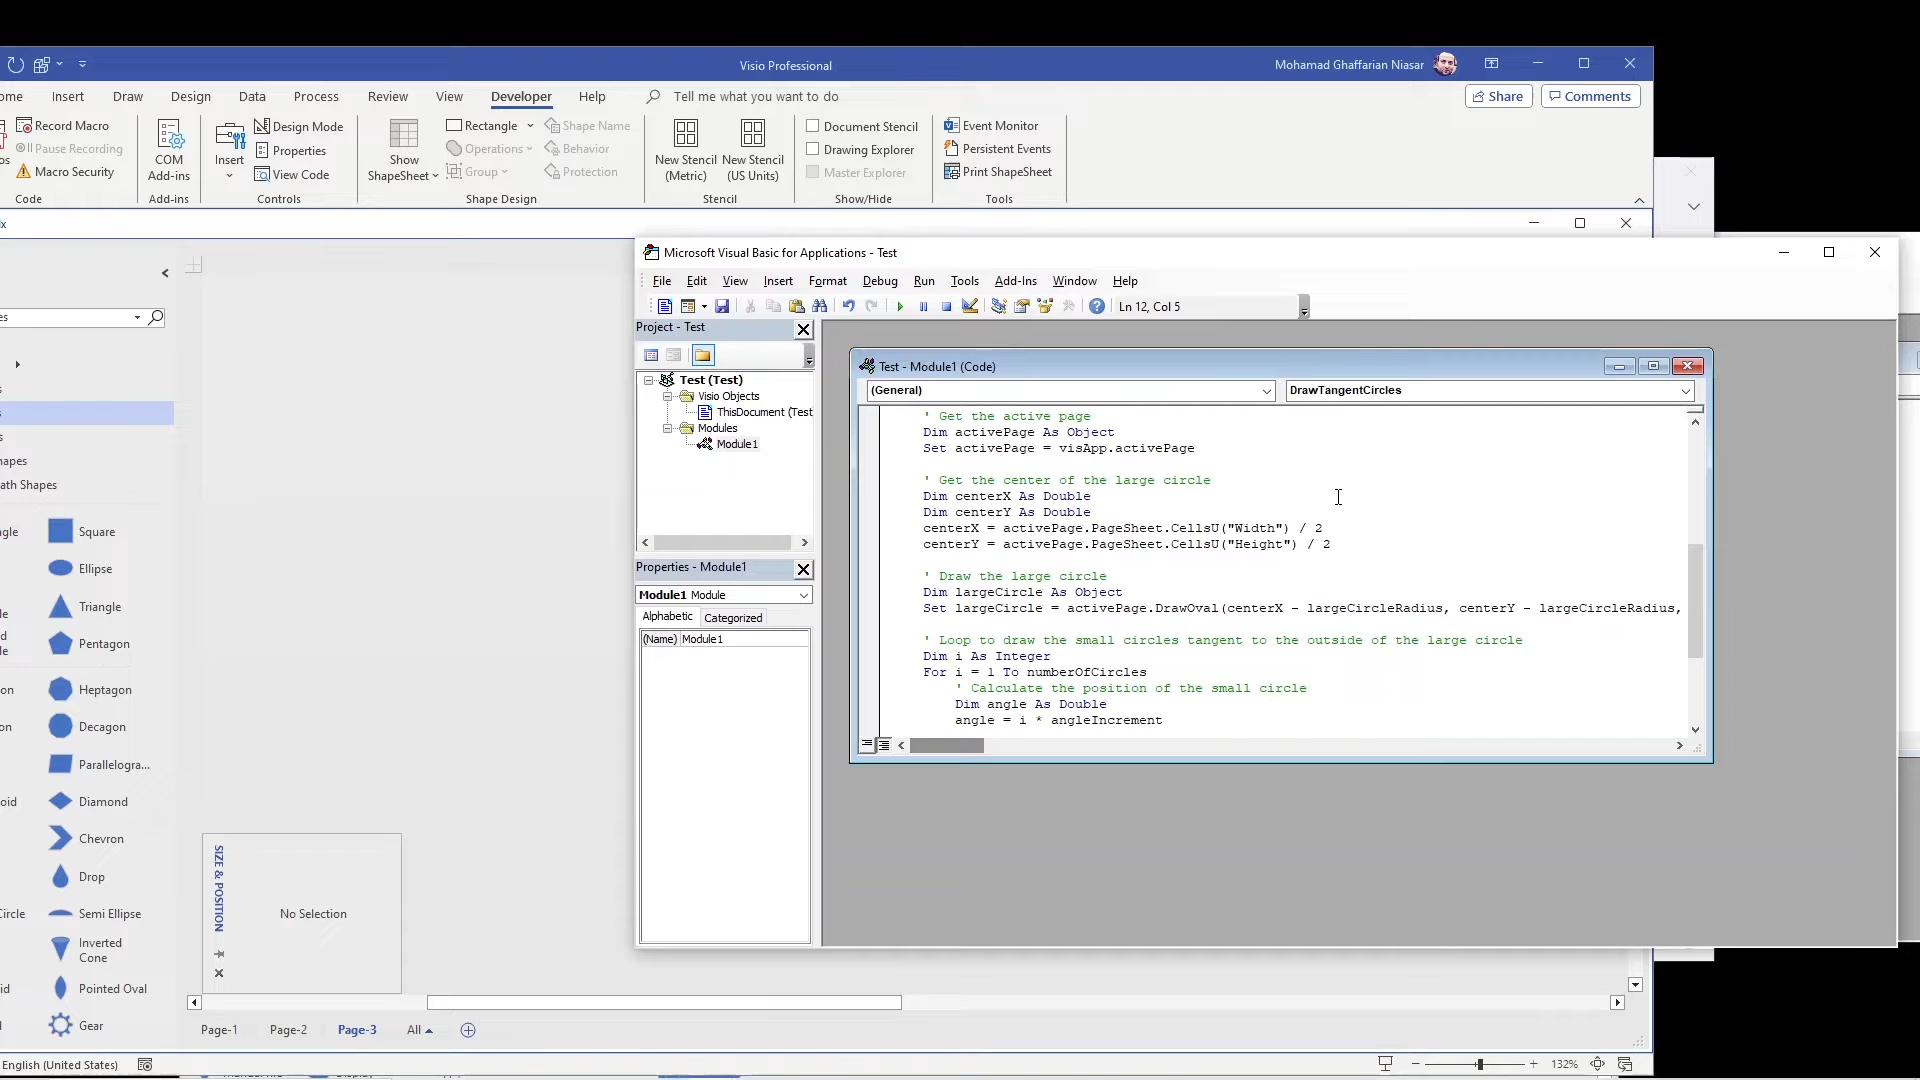 Visio Professional
Mohamad Ghaffarian Niasar
ome Insert Draw Design Data Process Review View Developer Help Tell me what you want to do Share Comments
Record Macro
Pause Recording
Macro Security
Code
COM Add-ins
Add-ins
Insert
Design Mode
Properties
View Code
Controls
Show ShapeSheet
Rectangle
Operations
Group
Shape Name
Behavior
Protection
Shape Design
New Stencil (Metric)
New Stencil (US Units)
Stencil
Document Stencil
Drawing Explorer
Master Explorer
Show/Hide
Event Monitor
Persistent Events
Print ShapeSheet
Tools
Microsoft Visual Basic for Applications - Test
File Edit View Insert Format Debug Run Tools Add-Ins Window Help
Ln 12, Col 5
Project - Test
Test (Test)
Visio Objects
ThisDocument (Test
Modules
Module1
Properties - Module1
Module1 Module
Alphabetic Categorized
(Name) Module1
Test - Module1 (Code)
(General) DrawTangentCircles
' Get the active page
Dim activePage As Object
Set activePage = visApp.activePage
' Get the center of the large circle
Dim centerX As Double
Dim centerY As Double
centerX = activePage.PageSheet.CellsU("Width") / 2
centerY = activePage.PageSheet.CellsU("Height") / 2
' Draw the large circle
Dim largeCircle As Object
Set largeCircle = activePage.DrawOval(centerX - largeCircleRadius, centerY - largeCircleRadius,
' Loop to draw the small circles tangent to the outside of the large circle
Dim i As Integer
For i = 1 To numberOfCircles
' Calculate the position of the small circle
Dim angle As Double
angle = i * angleIncrement
hapes
ath Shapes
ngle Square
Ellipse
Triangle
Pentagon
on Heptagon
on Decagon
Parallelogra...
oid Diamond
Chevron
Drop
Circle Semi Ellipse
Inverted Cone
id Pointed Oval
Gear
SIZE & POSITION
No Selection
Page-1 Page-2 Page-3 All
English (United States)
132%